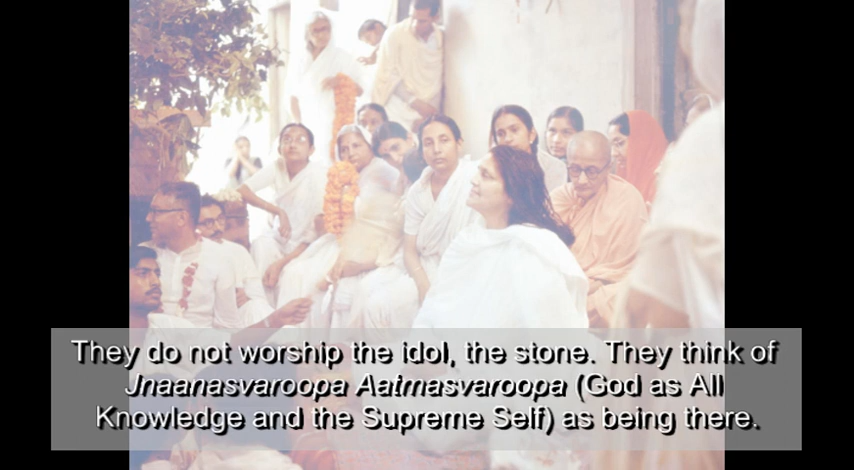 They do not worship the idol, the stone. They think of
Jnaanasvaroopa Aatmasvaroopa (God as All
Knowledge and the Supreme Self) as being there.